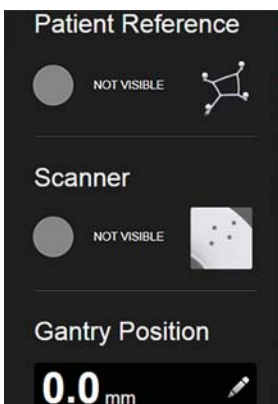 Patient Reference
NOT VISIBLE
Scanner
NOT VISIBLE
Gantry Position
0.0 mm